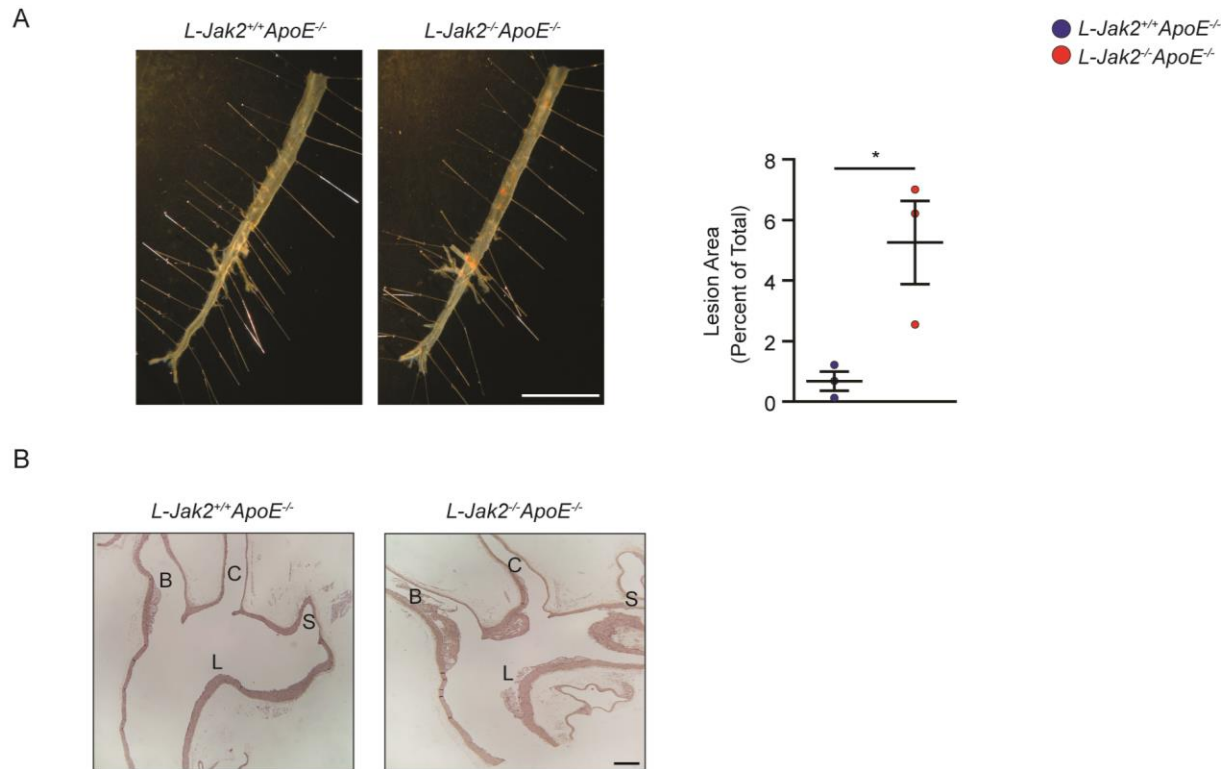 A
L-Jak2+/+ApoE-/-
L-Jak2-/-ApoE-/-
L-Jak2+/+ApoE-/-
L-Jak2-/-ApoE-/-
*
8
6
4
2
0
Lesion Area
(Percent of Total)
B
L-Jak2+/+ApoE-/-
L-Jak2-/-ApoE-/-
B
C
S
L
B
C
S
L